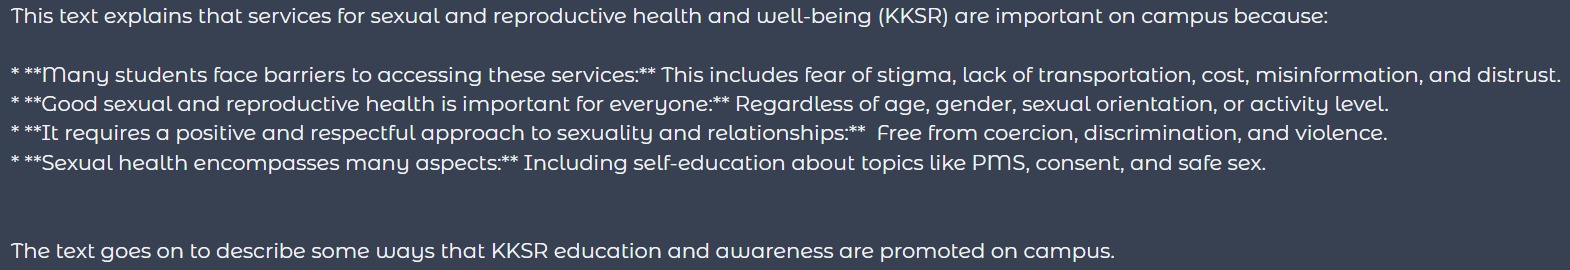 This text explains that services for sexual and reproductive health and well-being (KKSR) are important on campus because:
* **Many students face barriers to accessing these services:** This includes fear of stigma, lack of transportation, cost, misinformation, and distrust.
* **Good sexual and reproductive health is important for everyone:** Regardless of age, gender, sexual orientation, or activity level.
* **It requires a positive and respectful approach to sexuality and relationships:**  Free from coercion, discrimination, and violence.
* **Sexual health encompasses many aspects:** Including self-education about topics like PMS, consent, and safe sex.
The text goes on to describe some ways that KKSR education and awareness are promoted on campus.